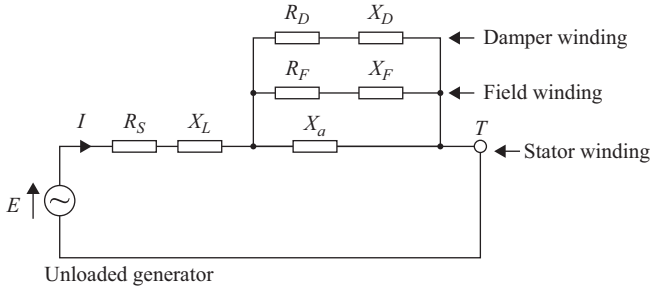 R_D X_D Damper winding
R_F X_F Field winding
I R_S X_L X_a T Stator winding
E
Unloaded generator